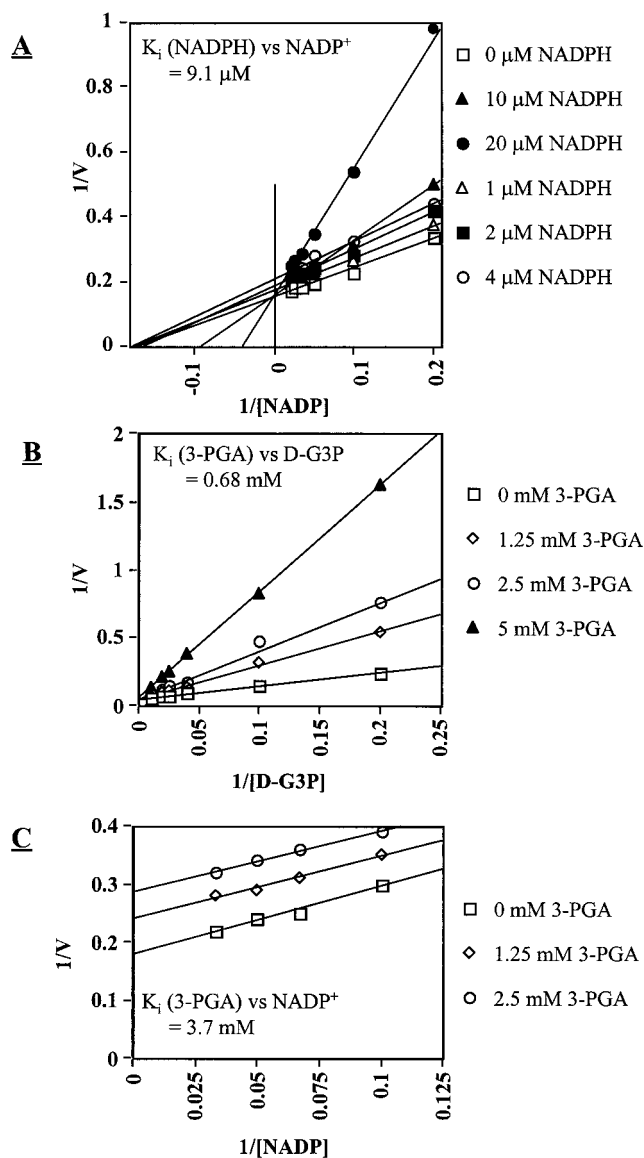 A
K i (NADPH) vs NADP+
= 9.1 μM
1/V
1
0.8
0.6
0.4
0.2
0
-0.1
0
0.1
0.2
1/[NADP]
0 μM NADPH
10 μM NADPH
20 μM NADPH
1 μM NADPH
2 μM NADPH
4 μM NADPH
B
K i (3-PGA) vs D-G3P
= 0.68 mM
1/V
2
1.5
1
0.5
0
0
0.05
0.1
0.15
0.2
0.25
1/[D-G3P]
0 mM 3-PGA
1.25 mM 3-PGA
2.5 mM 3-PGA
5 mM 3-PGA
C
1/V
0.4
0.3
0.2
0.1
0
K i (3-PGA) vs NADP+
= 3.7 mM
0
0.025
0.05
0.075
0.1
0.125
1/[NADP]
0 mM 3-PGA
1.25 mM 3-PGA
2.5 mM 3-PGA